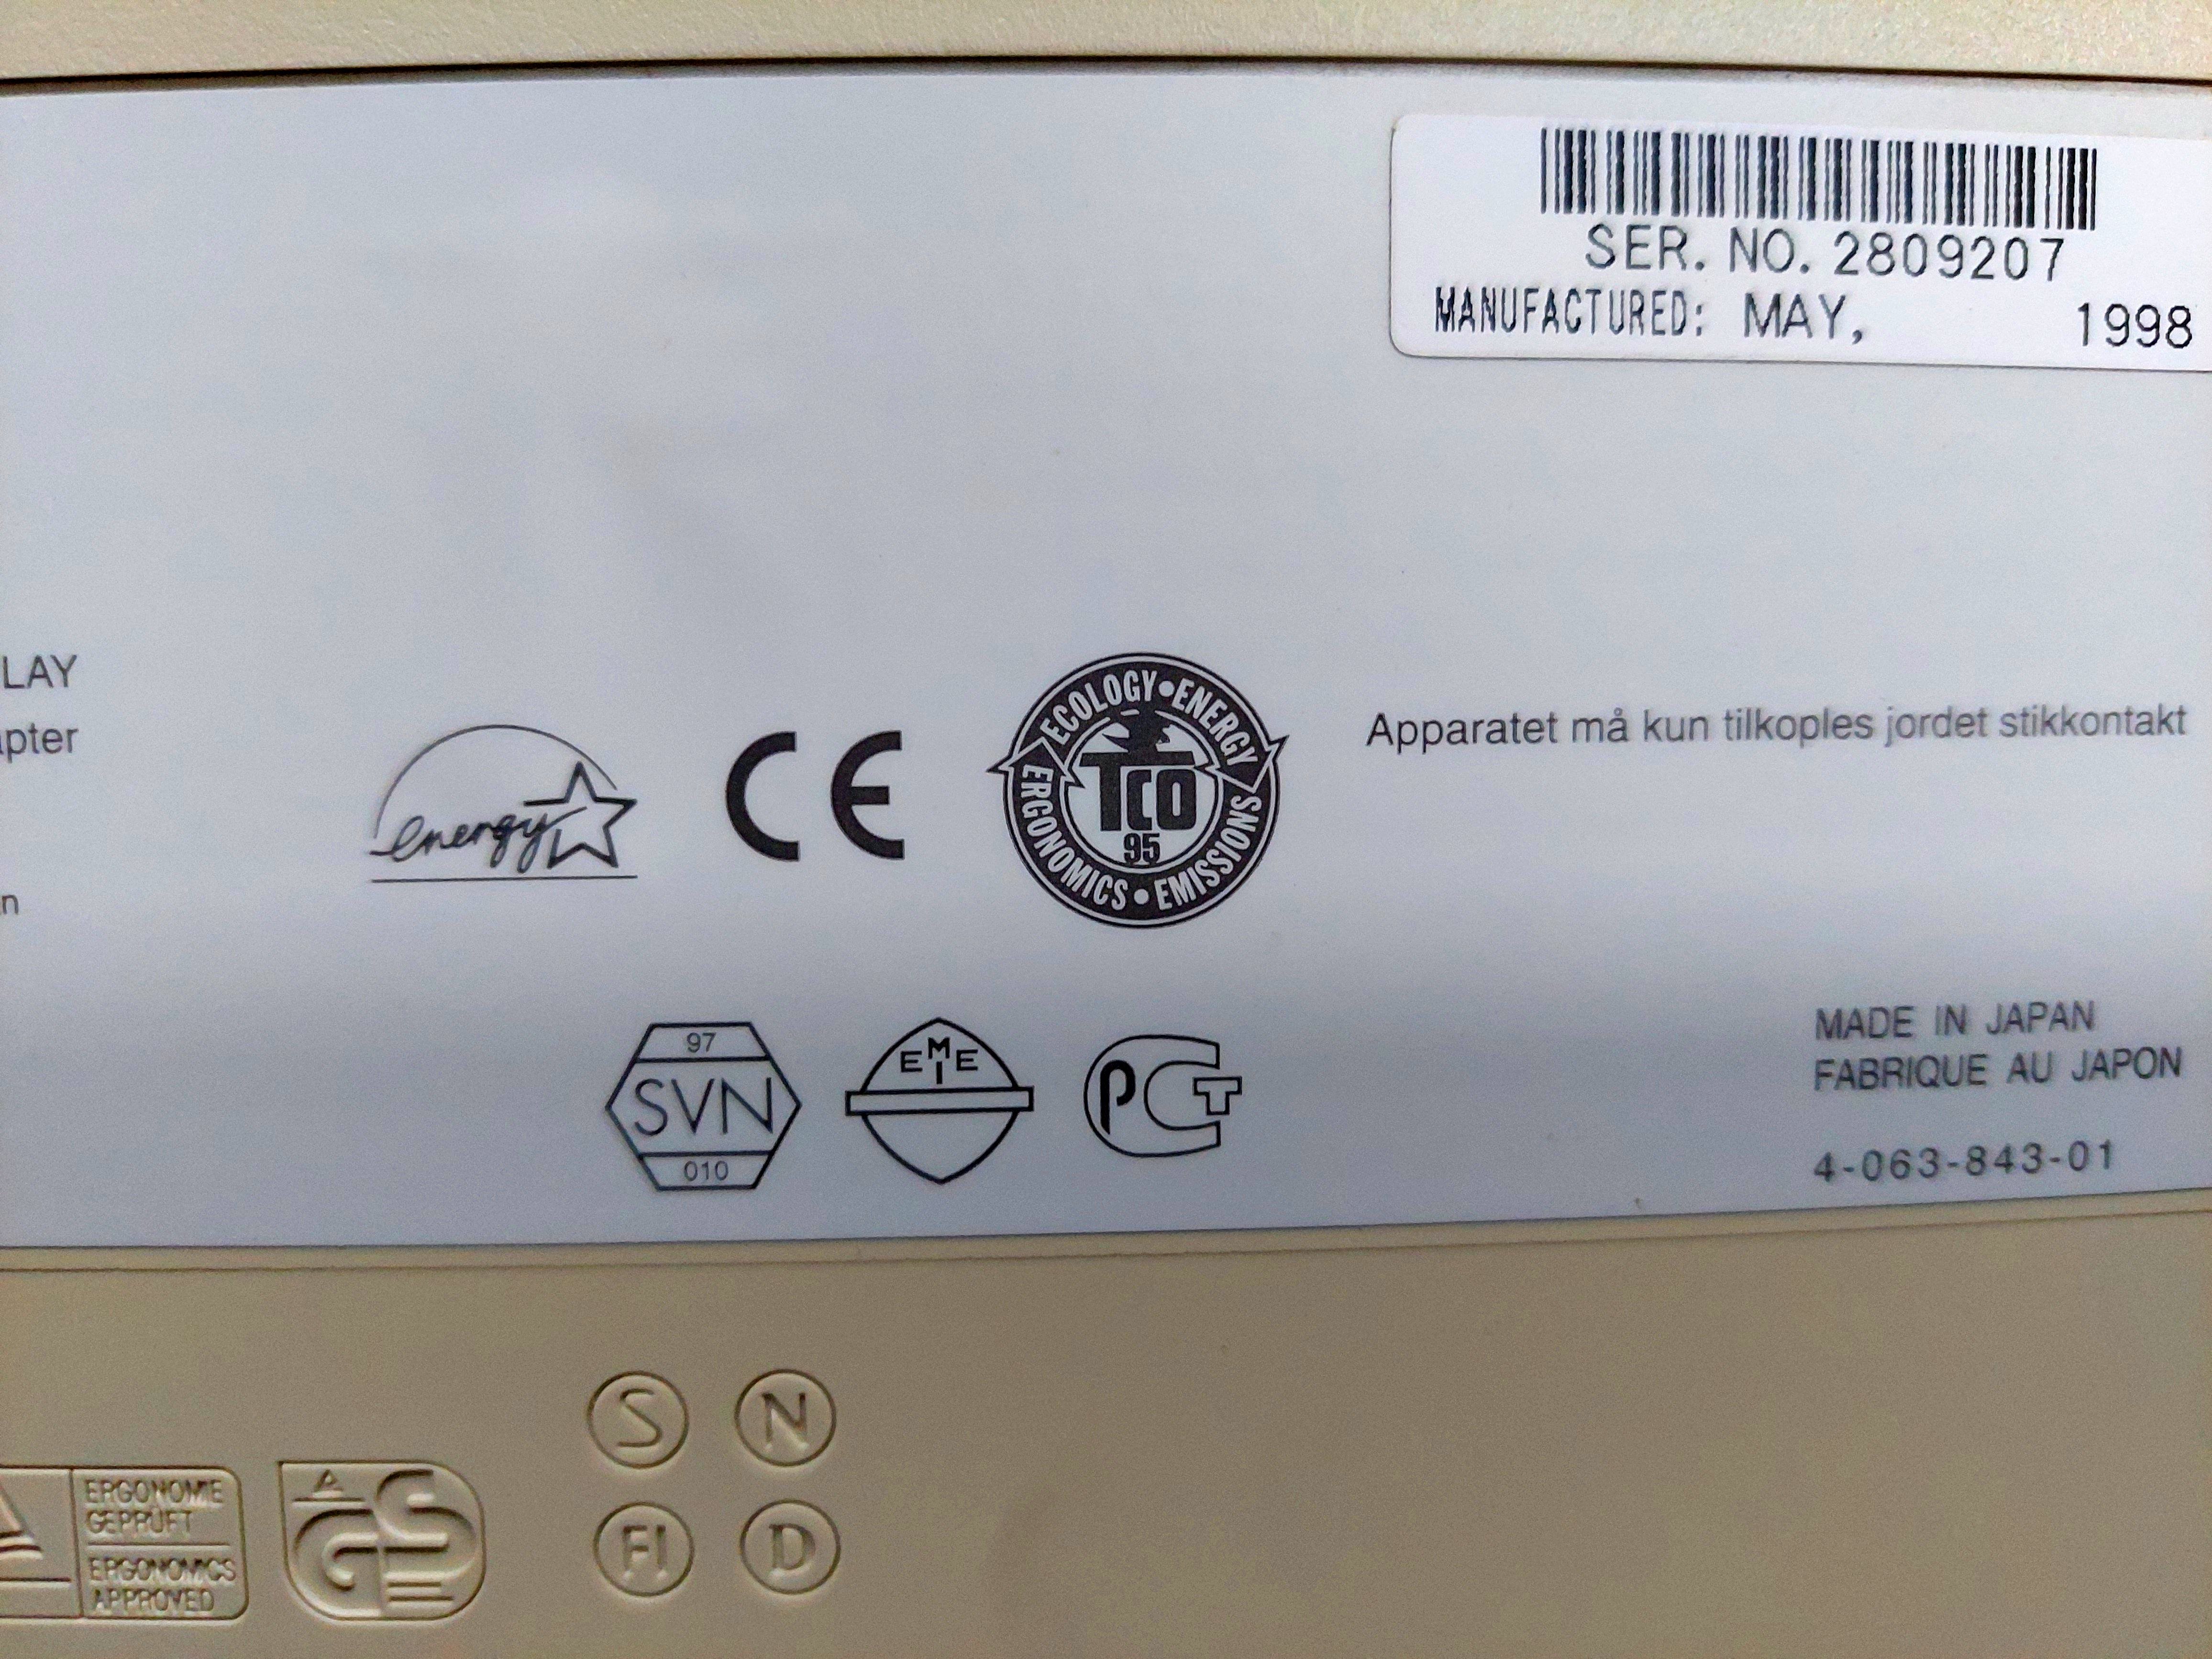 SER. NO. 2809207
MANUFACTURED: MAY, 1998
LAY
pter
n
energy
CE
ECOLOGY • ENERGY
TCO
95
ERGONOMICS • EMISSIONS
Apparatet må kun tilkoples jordet stikkontakt
97
SVN
010
EMIE
PCT
MADE IN JAPAN
FABRIQUE AU JAPON
4-063-843-01
S N
FI D
ERGONOMIE
GEPRÜFT
ERGONOMICS
APPROVED
GS